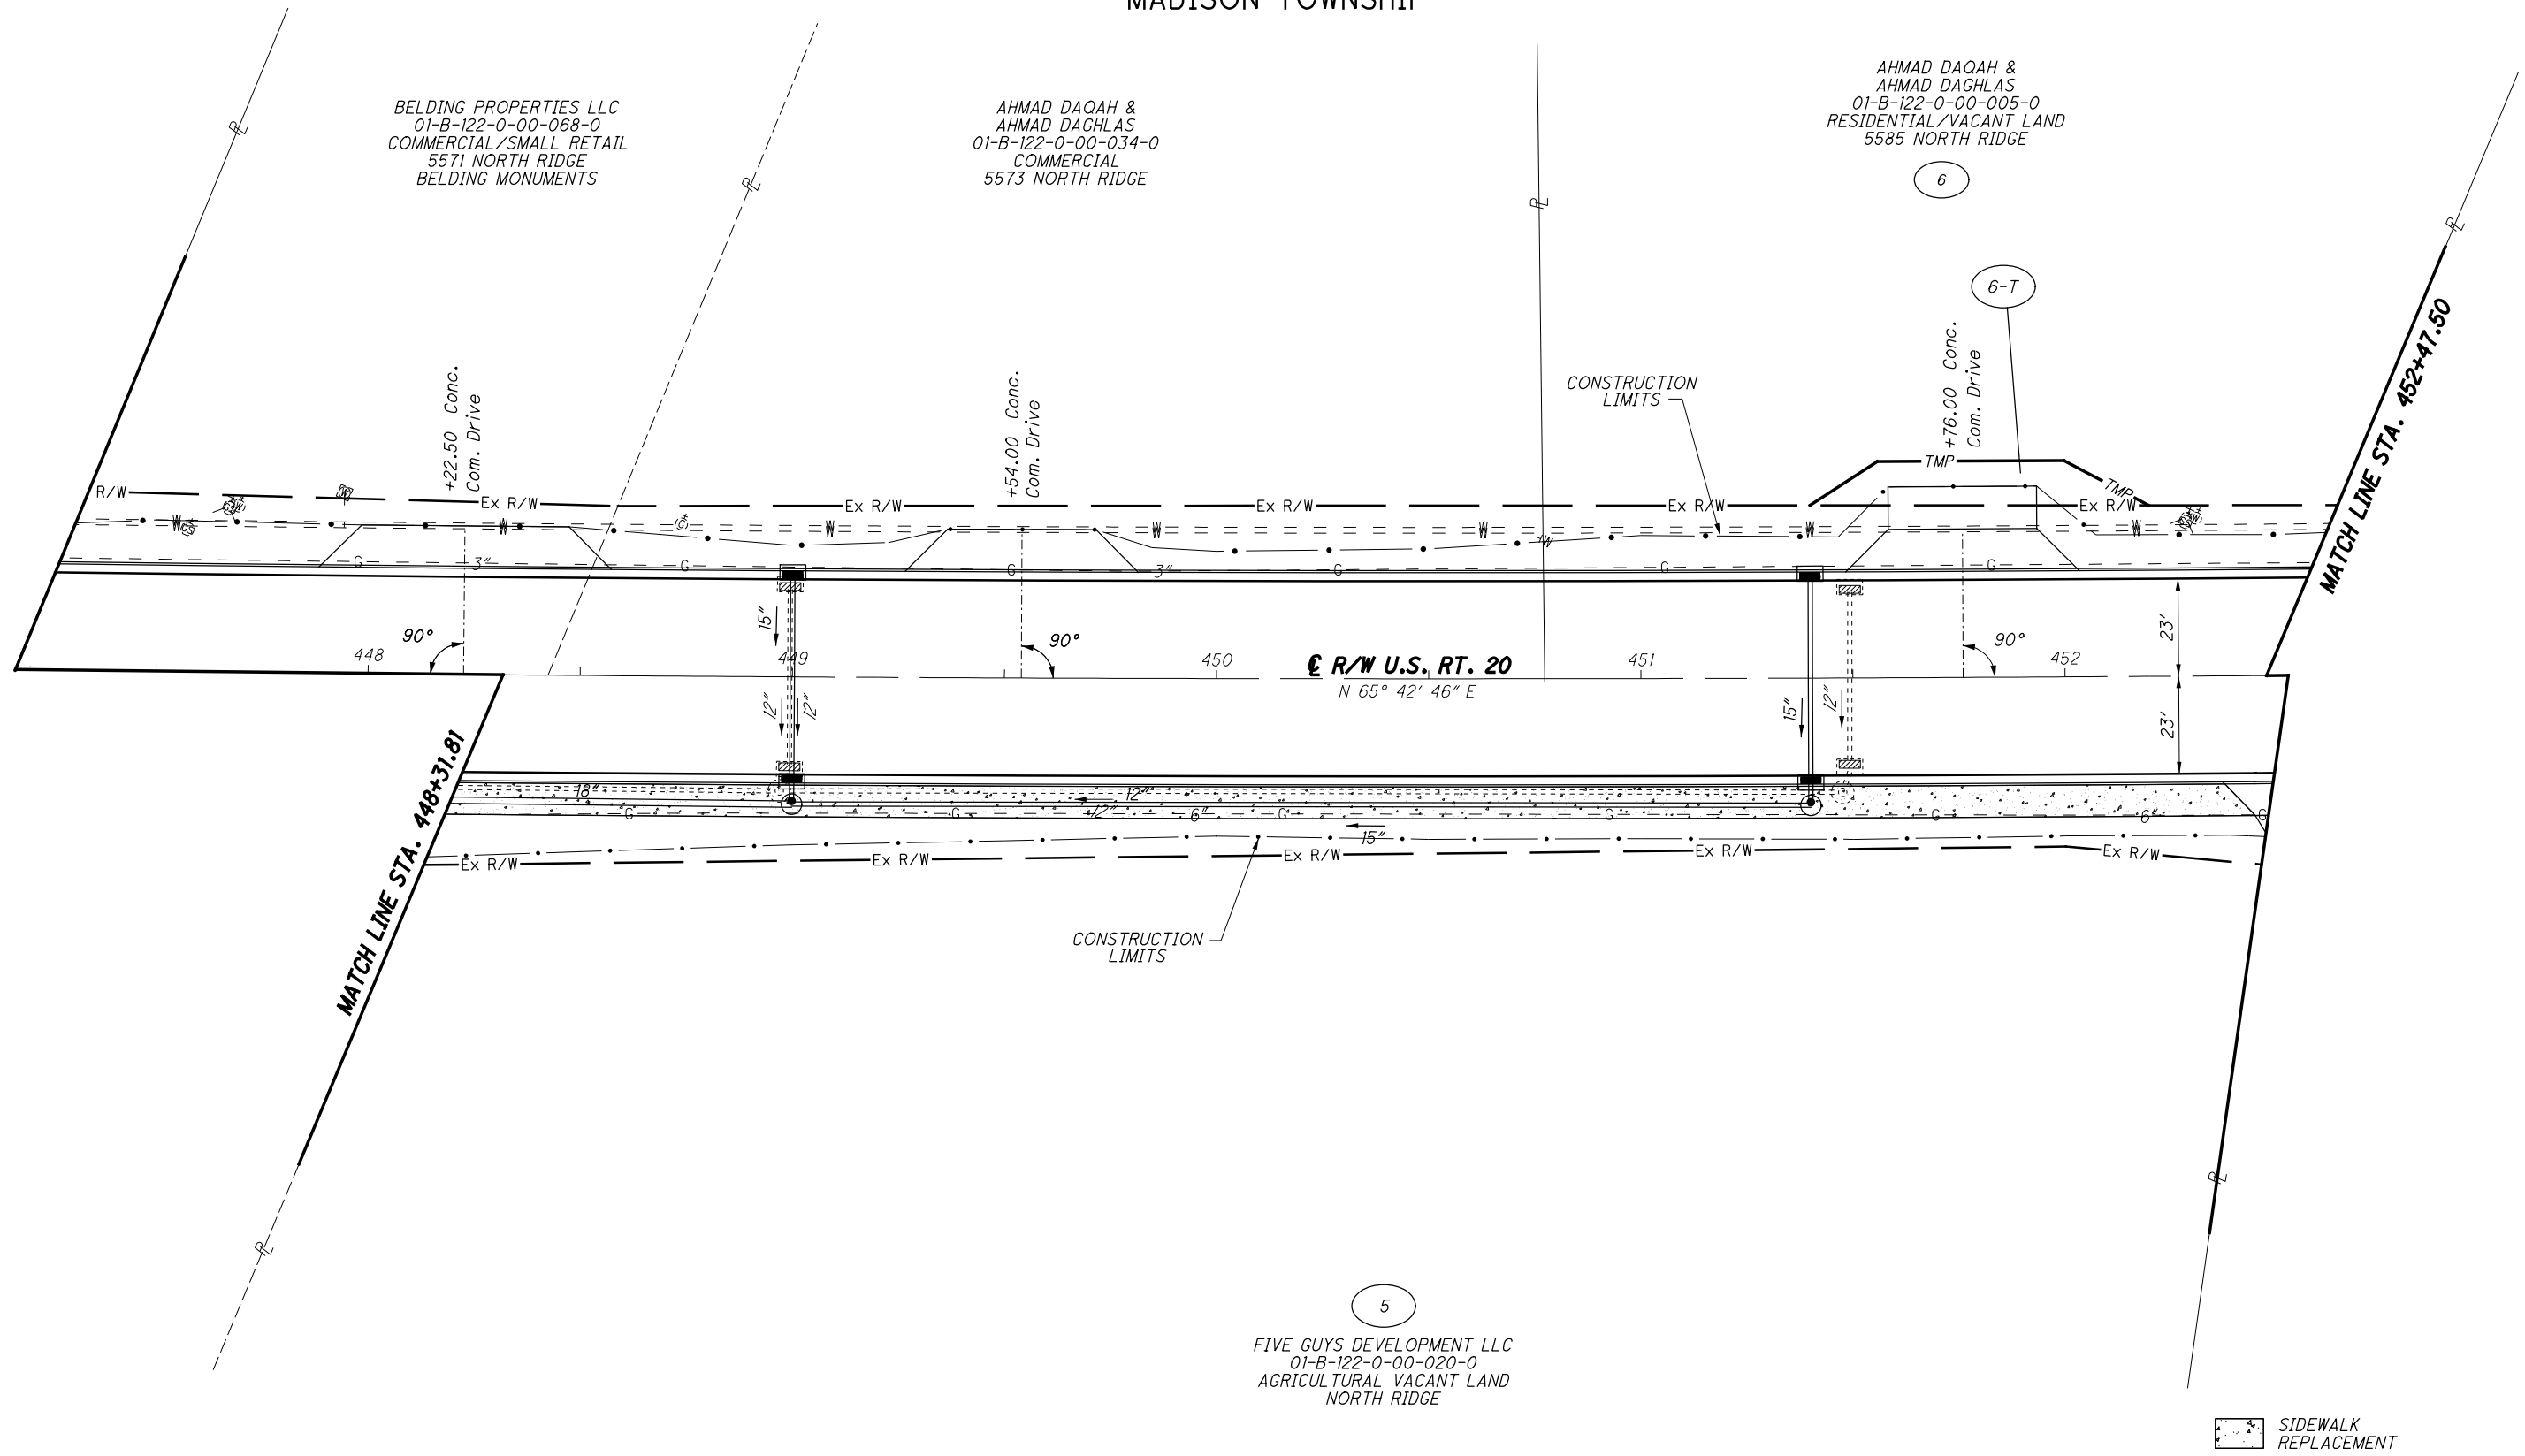 MADISON TOWNSHIP
BELDING PROPERTIES LLC
01-B-122-0-00-068-0
COMMERCIAL/SMALL RETAIL
5571 NORTH RIDGE
BELDING MONUMENTS
AHMAD DAQAH &
AHMAD DAGHLAS
01-B-122-0-00-034-0
COMMERCIAL
5573 NORTH RIDGE
AHMAD DAQAH &
AHMAD DAGHLAS
01-B-122-0-00-005-0
RESIDENTIAL/VACANT LAND
5585 NORTH RIDGE
6
6-T
PL
PL
PL
PL
+22.50 Conc.
Com. Drive
+54.00 Conc.
Com. Drive
+76.00 Conc.
Com. Drive
CONSTRUCTION
LIMITS
TMP
TMP
MATCH LINE STA. 452+47.50
R/W
Ex R/W
Ex R/W
Ex R/W
Ex R/W
Ex R/W
W
W
W
W
W
W
W
W
G
3"
G
G
3"
G
G
G
15"
90°
90°
90°
23'
448
449
450
451
452
℄ R/W U.S. RT. 20
N 65° 42' 46" E
12"
12"
15"
12"
23'
MATCH LINE STA. 448+31.81
18"
12"
12"
6"
6"
G
G
G
G
G
G
15"
Ex R/W
Ex R/W
Ex R/W
Ex R/W
Ex R/W
CONSTRUCTION
LIMITS
PL
PL
5
FIVE GUYS DEVELOPMENT LLC
01-B-122-0-00-020-0
AGRICULTURAL VACANT LAND
NORTH RIDGE
SIDEWALK
REPLACEMENT